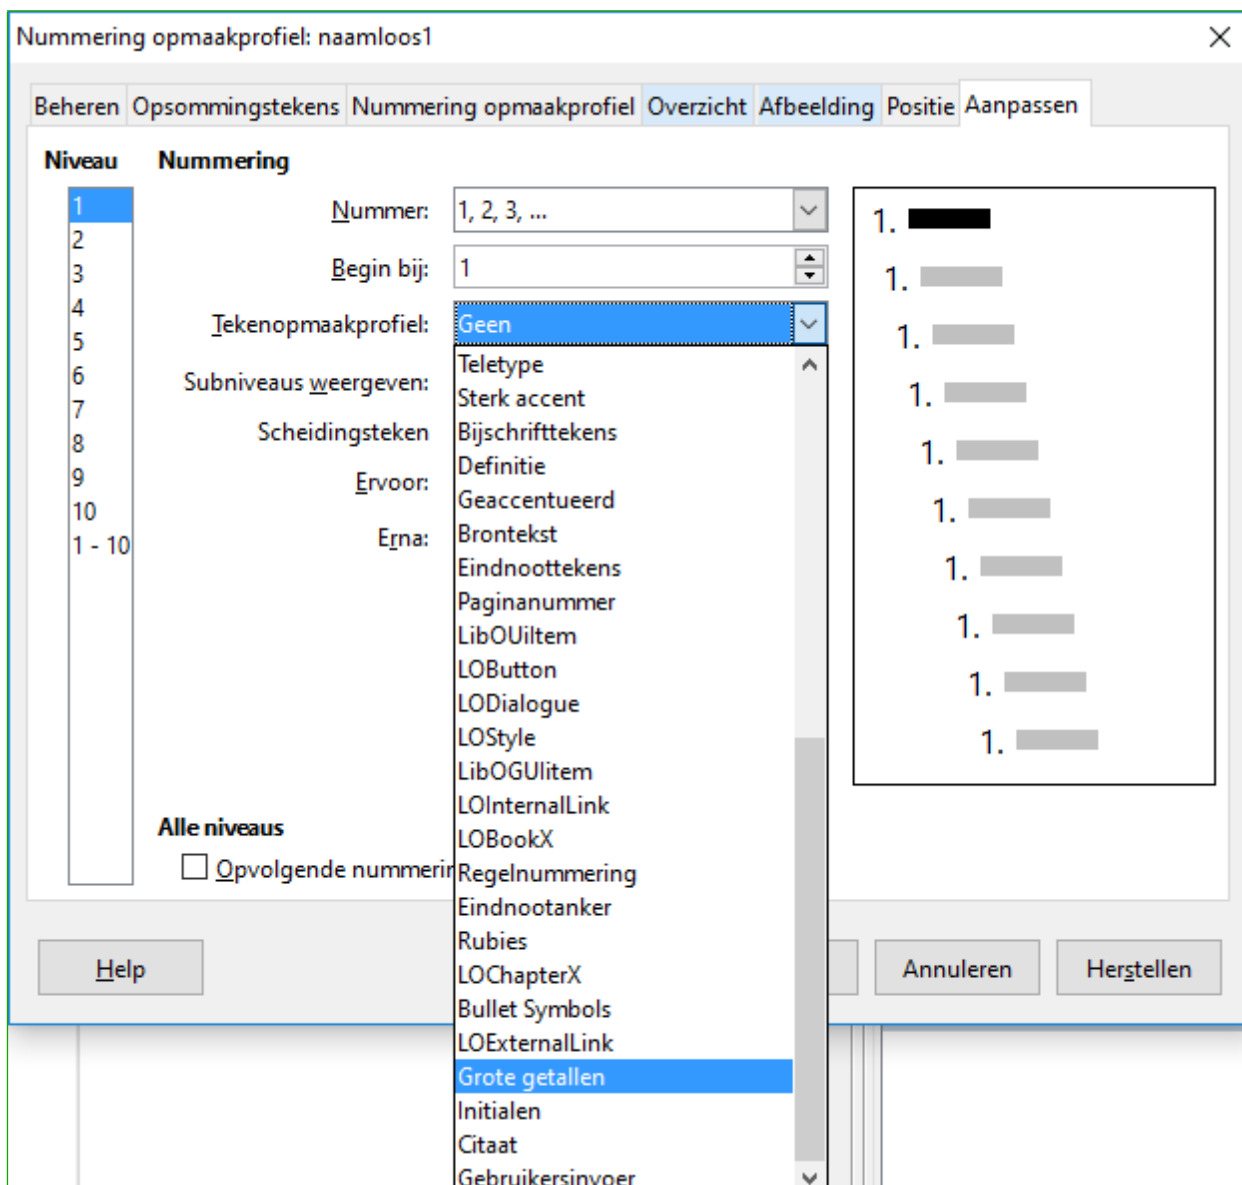 Nummering opmaakprofiel: naamloos1
Beheren Opsommingstekens Nummering opmaakprofiel Overzicht Afbeelding Positie Aanpassen
Niveau
1
2
3
4
5
6
7
8
9
10
1 - 10
Nummering
Nummer: 1, 2, 3, ...
Begin bij: 1
Tekenopmaakprofiel: Geen
Subniveaus weergeven:
Scheidingsteken
Ervoor:
Erna:
Teletype
Sterk accent
Bijschrifttekens
Definitie
Geaccentueerd
Brontekst
Eindnoottekens
Paginanummer
LibOUiItem
LOButton
LODialogue
LOStyle
LibOGUIitem
LOInternalLink
LOBookX
Regelnummering
Eindnootanker
Rubies
LOChapterX
Bullet Symbols
LOExternalLink
Grote getallen
Initialen
Citaat
Gebruikersinvoer
1.
1.
1.
1.
1.
1.
1.
1.
1.
1.
Alle niveaus
Opvolgende nummerin
Help
Annuleren
Herstellen